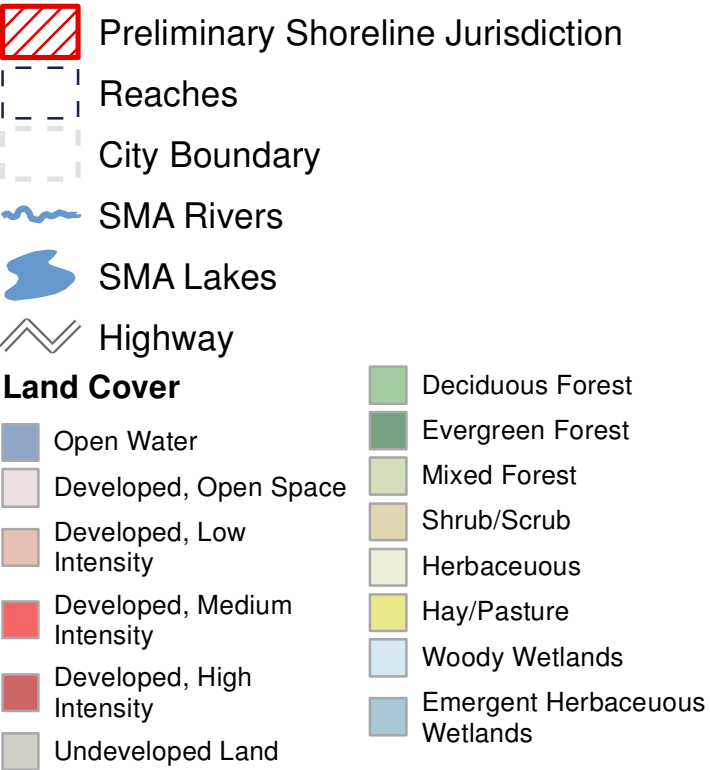 Preliminary Shoreline Jurisdiction
Reaches
City Boundary
SMA Rivers
SMA Lakes
Highway
Land Cover
Open Water
Developed, Open Space
Developed, Low
Intensity
Developed, Medium
Intensity
Developed, High
Intensity
Undeveloped Land
Deciduous Forest
Evergreen Forest
Mixed Forest
Shrub/Scrub
Herbaceuous
Hay/Pasture
Woody Wetlands
Emergent Herbaceuous
Wetlands